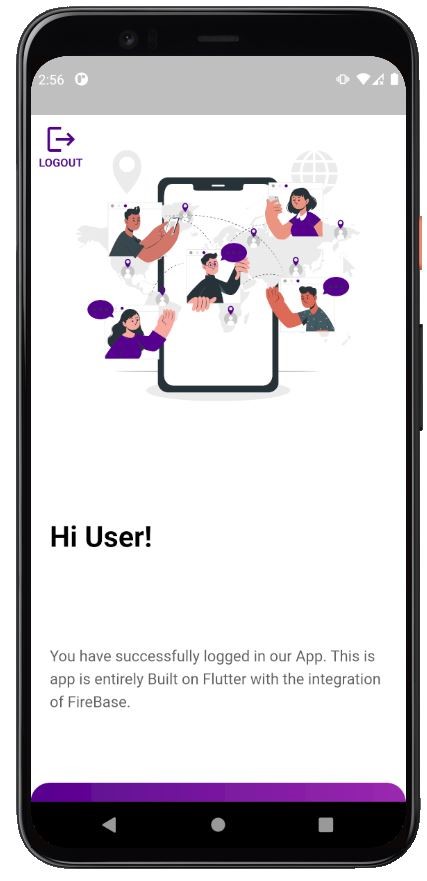 2:56
LOGOUT
Hi User!
You have successfully logged in our App. This is
app is entirely Built on Flutter with the integration
of FireBase.